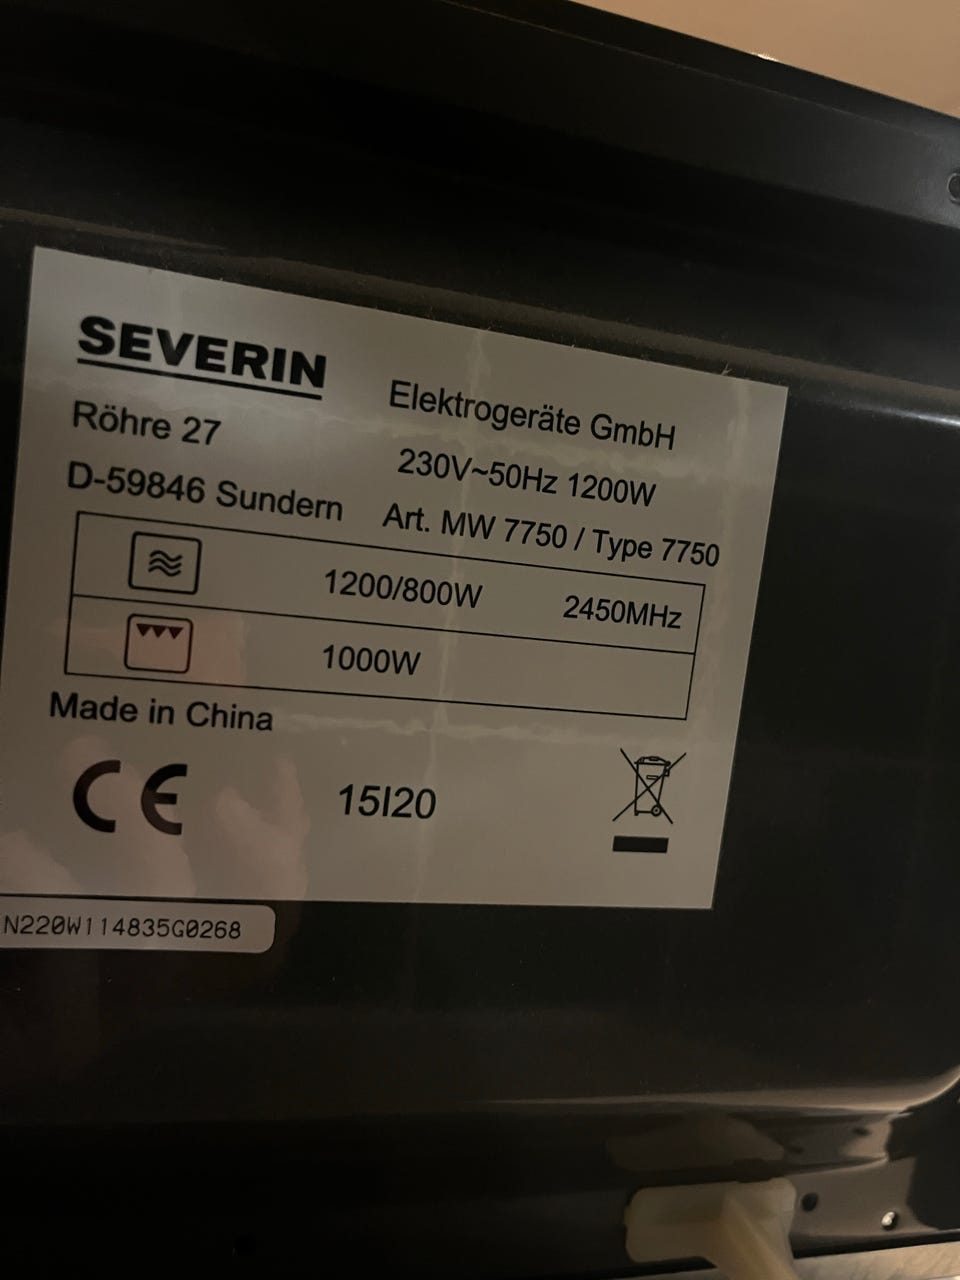 SEVERIN
Elektrogeräte GmbH
Röhre 27
230V~50Hz 1200W
D-59846 Sundern
Art. MW 7750 / Type 7750
1200/800W 2450MHz
1000W
Made in China
CE
15I20
N220W114835G0268